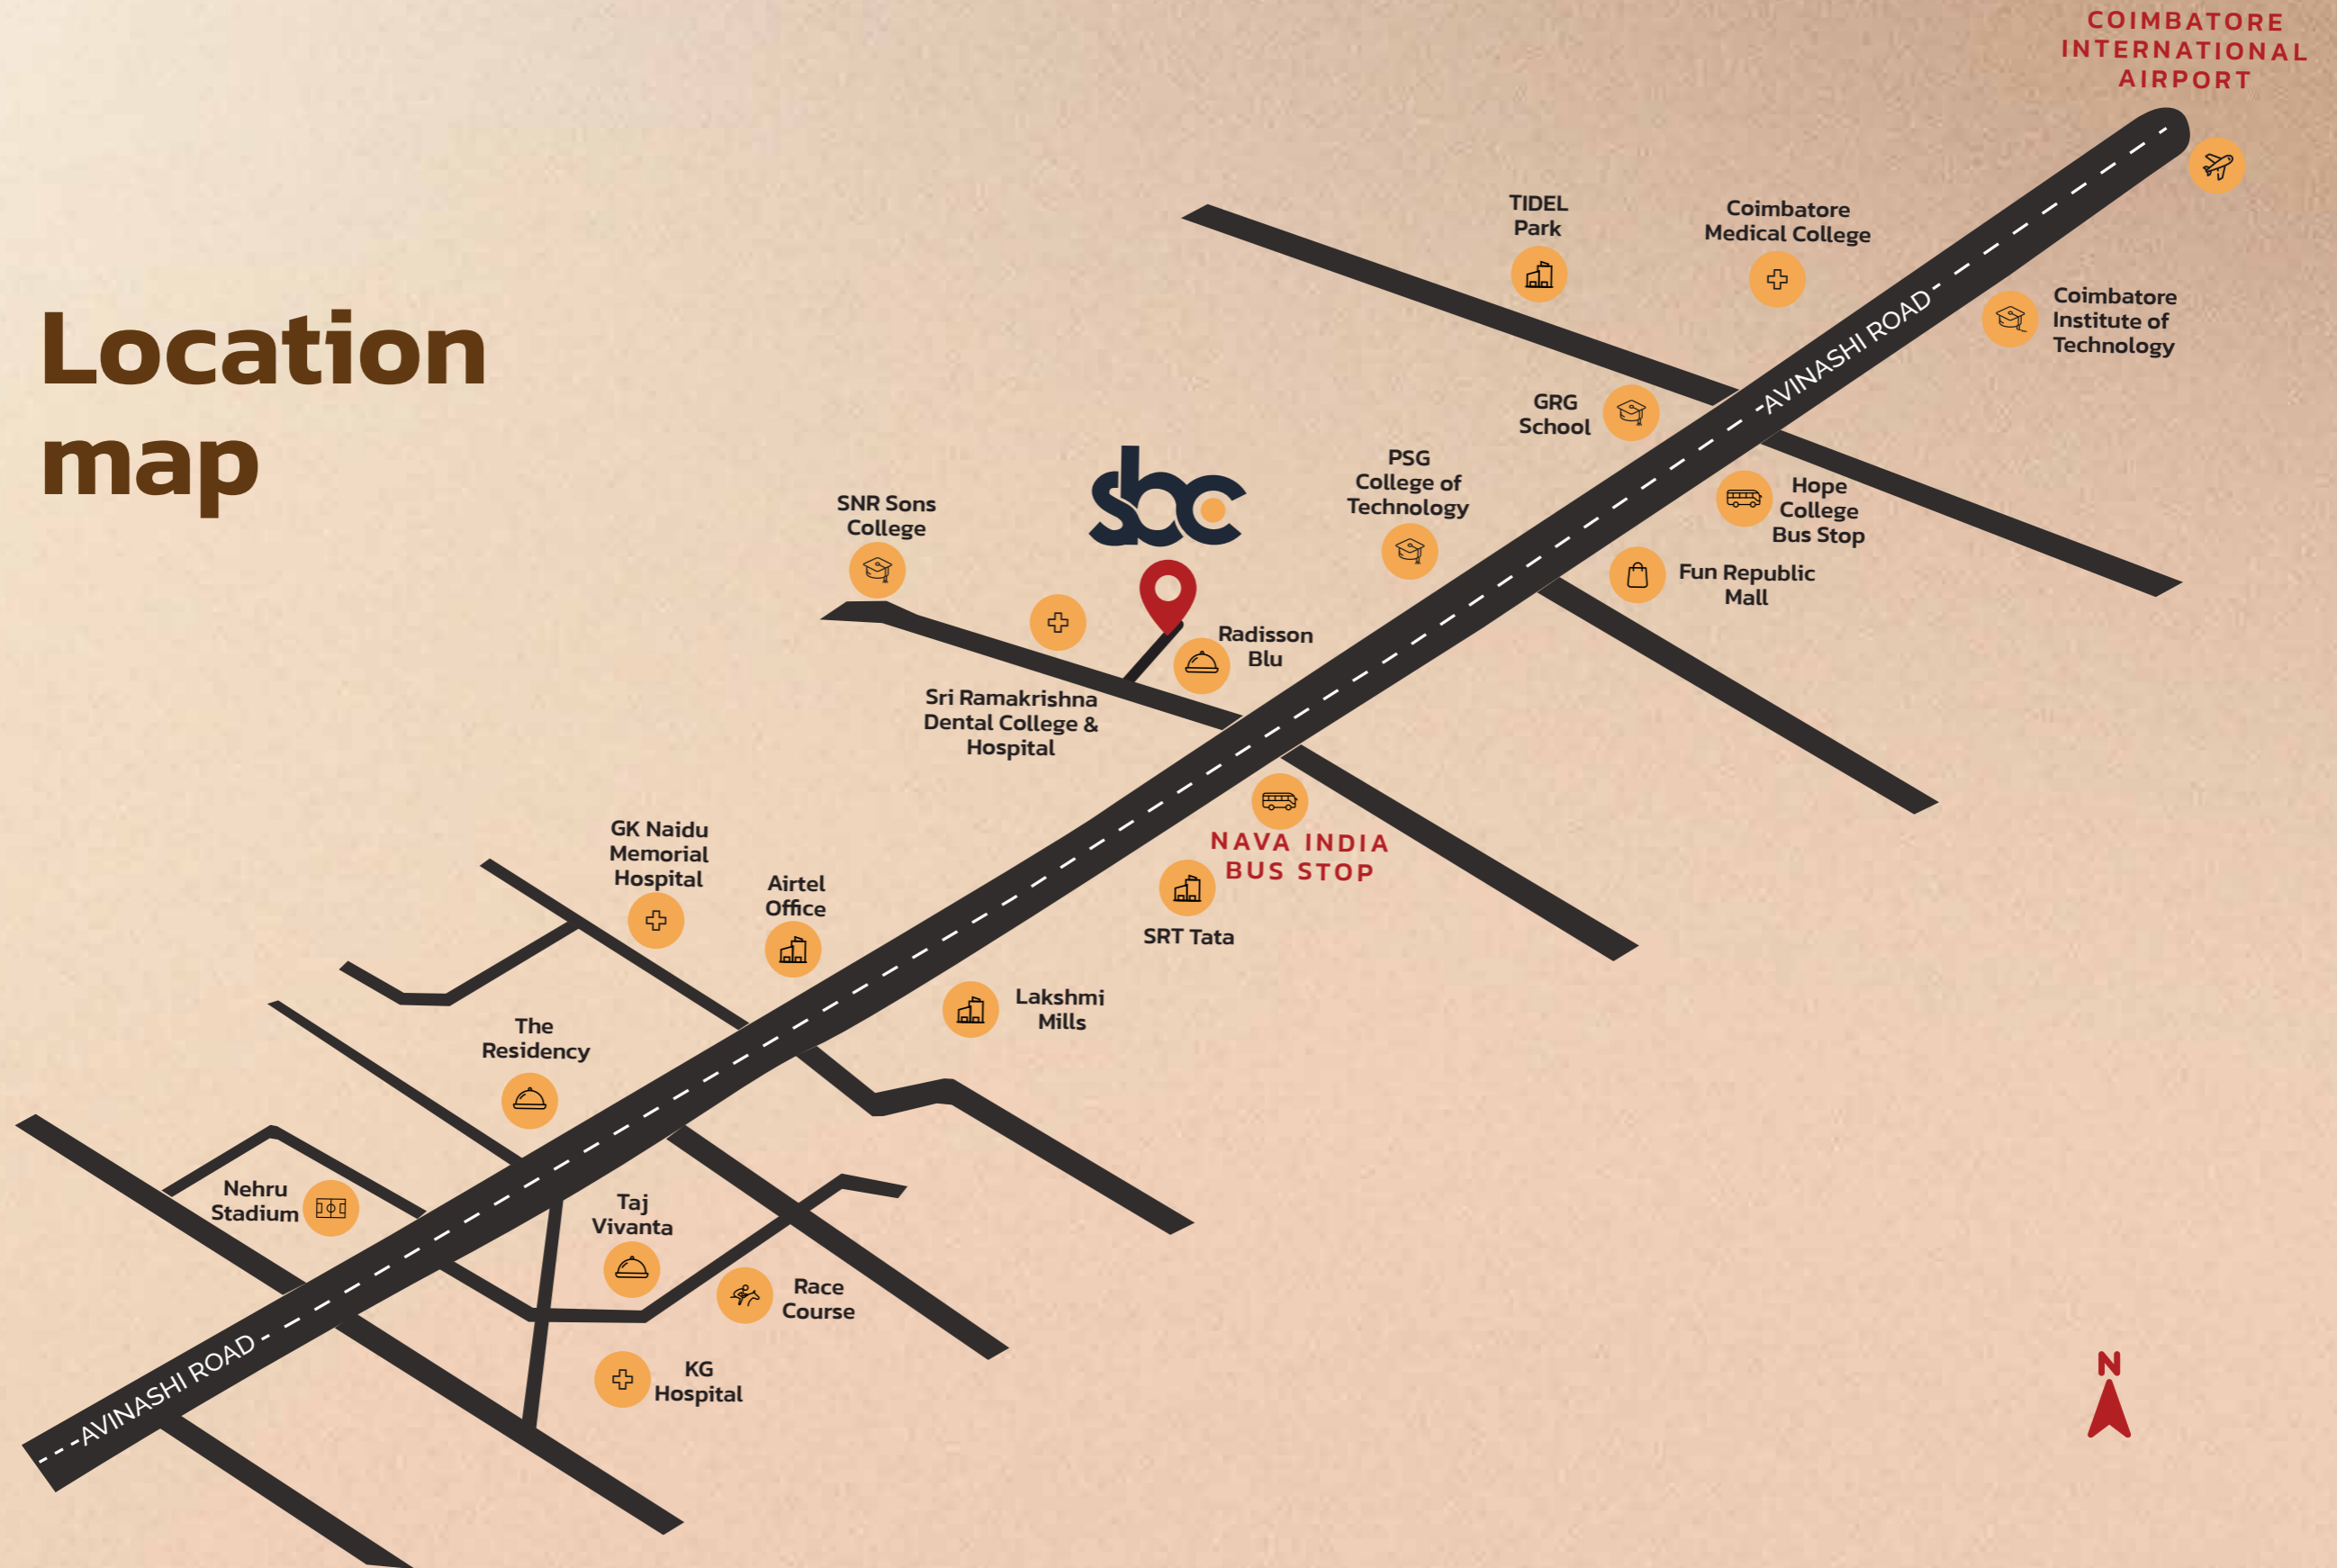 COIMBATORE
INTERNATIONAL
AIRPORT
TIDEL
Park
Coimbatore
Medical College
AVINASHI ROAD
Coimbatore
Institute of
Technology
Location
map
GRG
School
PSG
College of
Technology
Hope
College
Bus Stop
sbc
SNR Sons
College
Fun Republic
Mall
Radisson
Blu
Sri Ramakrishna
Dental College &
Hospital
NAVA INDIA
BUS STOP
GK Naidu
Memorial
Hospital
Airtel
Office
SRT Tata
Lakshmi
Mills
The
Residency
Nehru
Stadium
Taj
Vivanta
Race
Course
KG
Hospital
AVINASHI ROAD
N